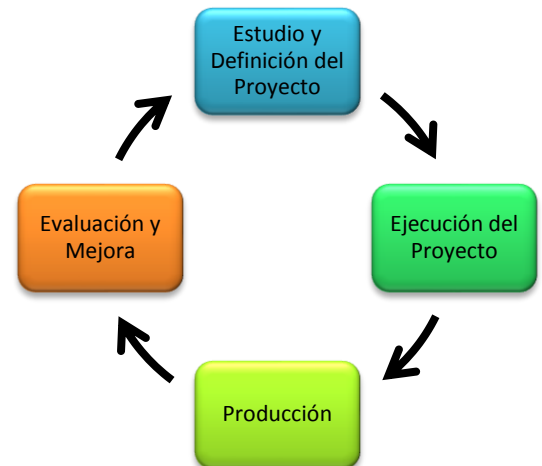 Estudio y
Definición del
Proyecto
Ejecución del
Proyecto
Producción
Evaluación y
Mejora